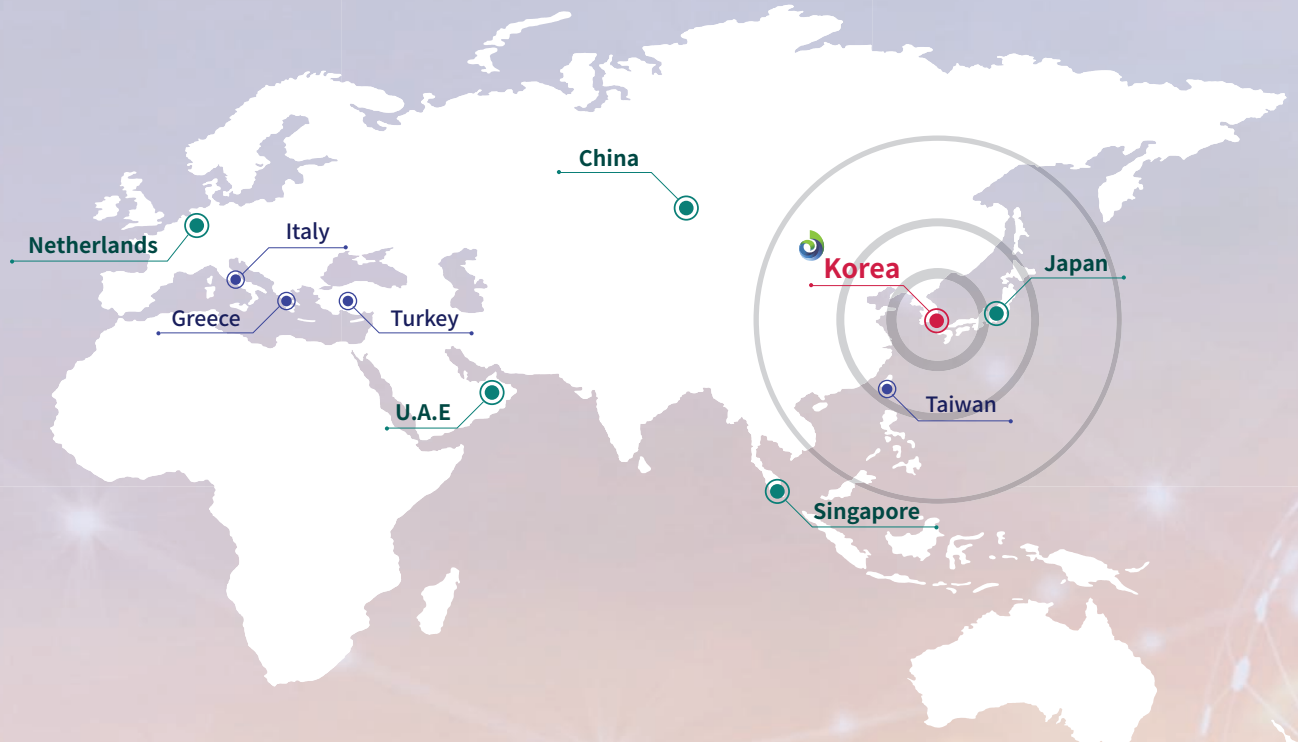 China
Italy
Netherlands
Korea
Japan
Greece
Turkey
U.A.E
Taiwan
Singapore